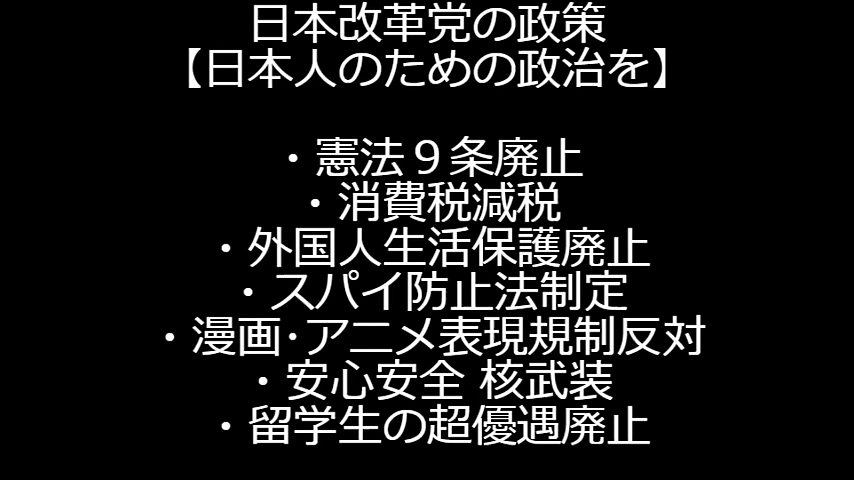 日本改革党の政策
【日本人のための政治を】
・憲法９条廃止
・消費税減税
・外国人生活保護廃止
・スパイ防止法制定
・漫画･アニメ表現規制反対
・安心安全 核武装
・留学生の超優遇廃止